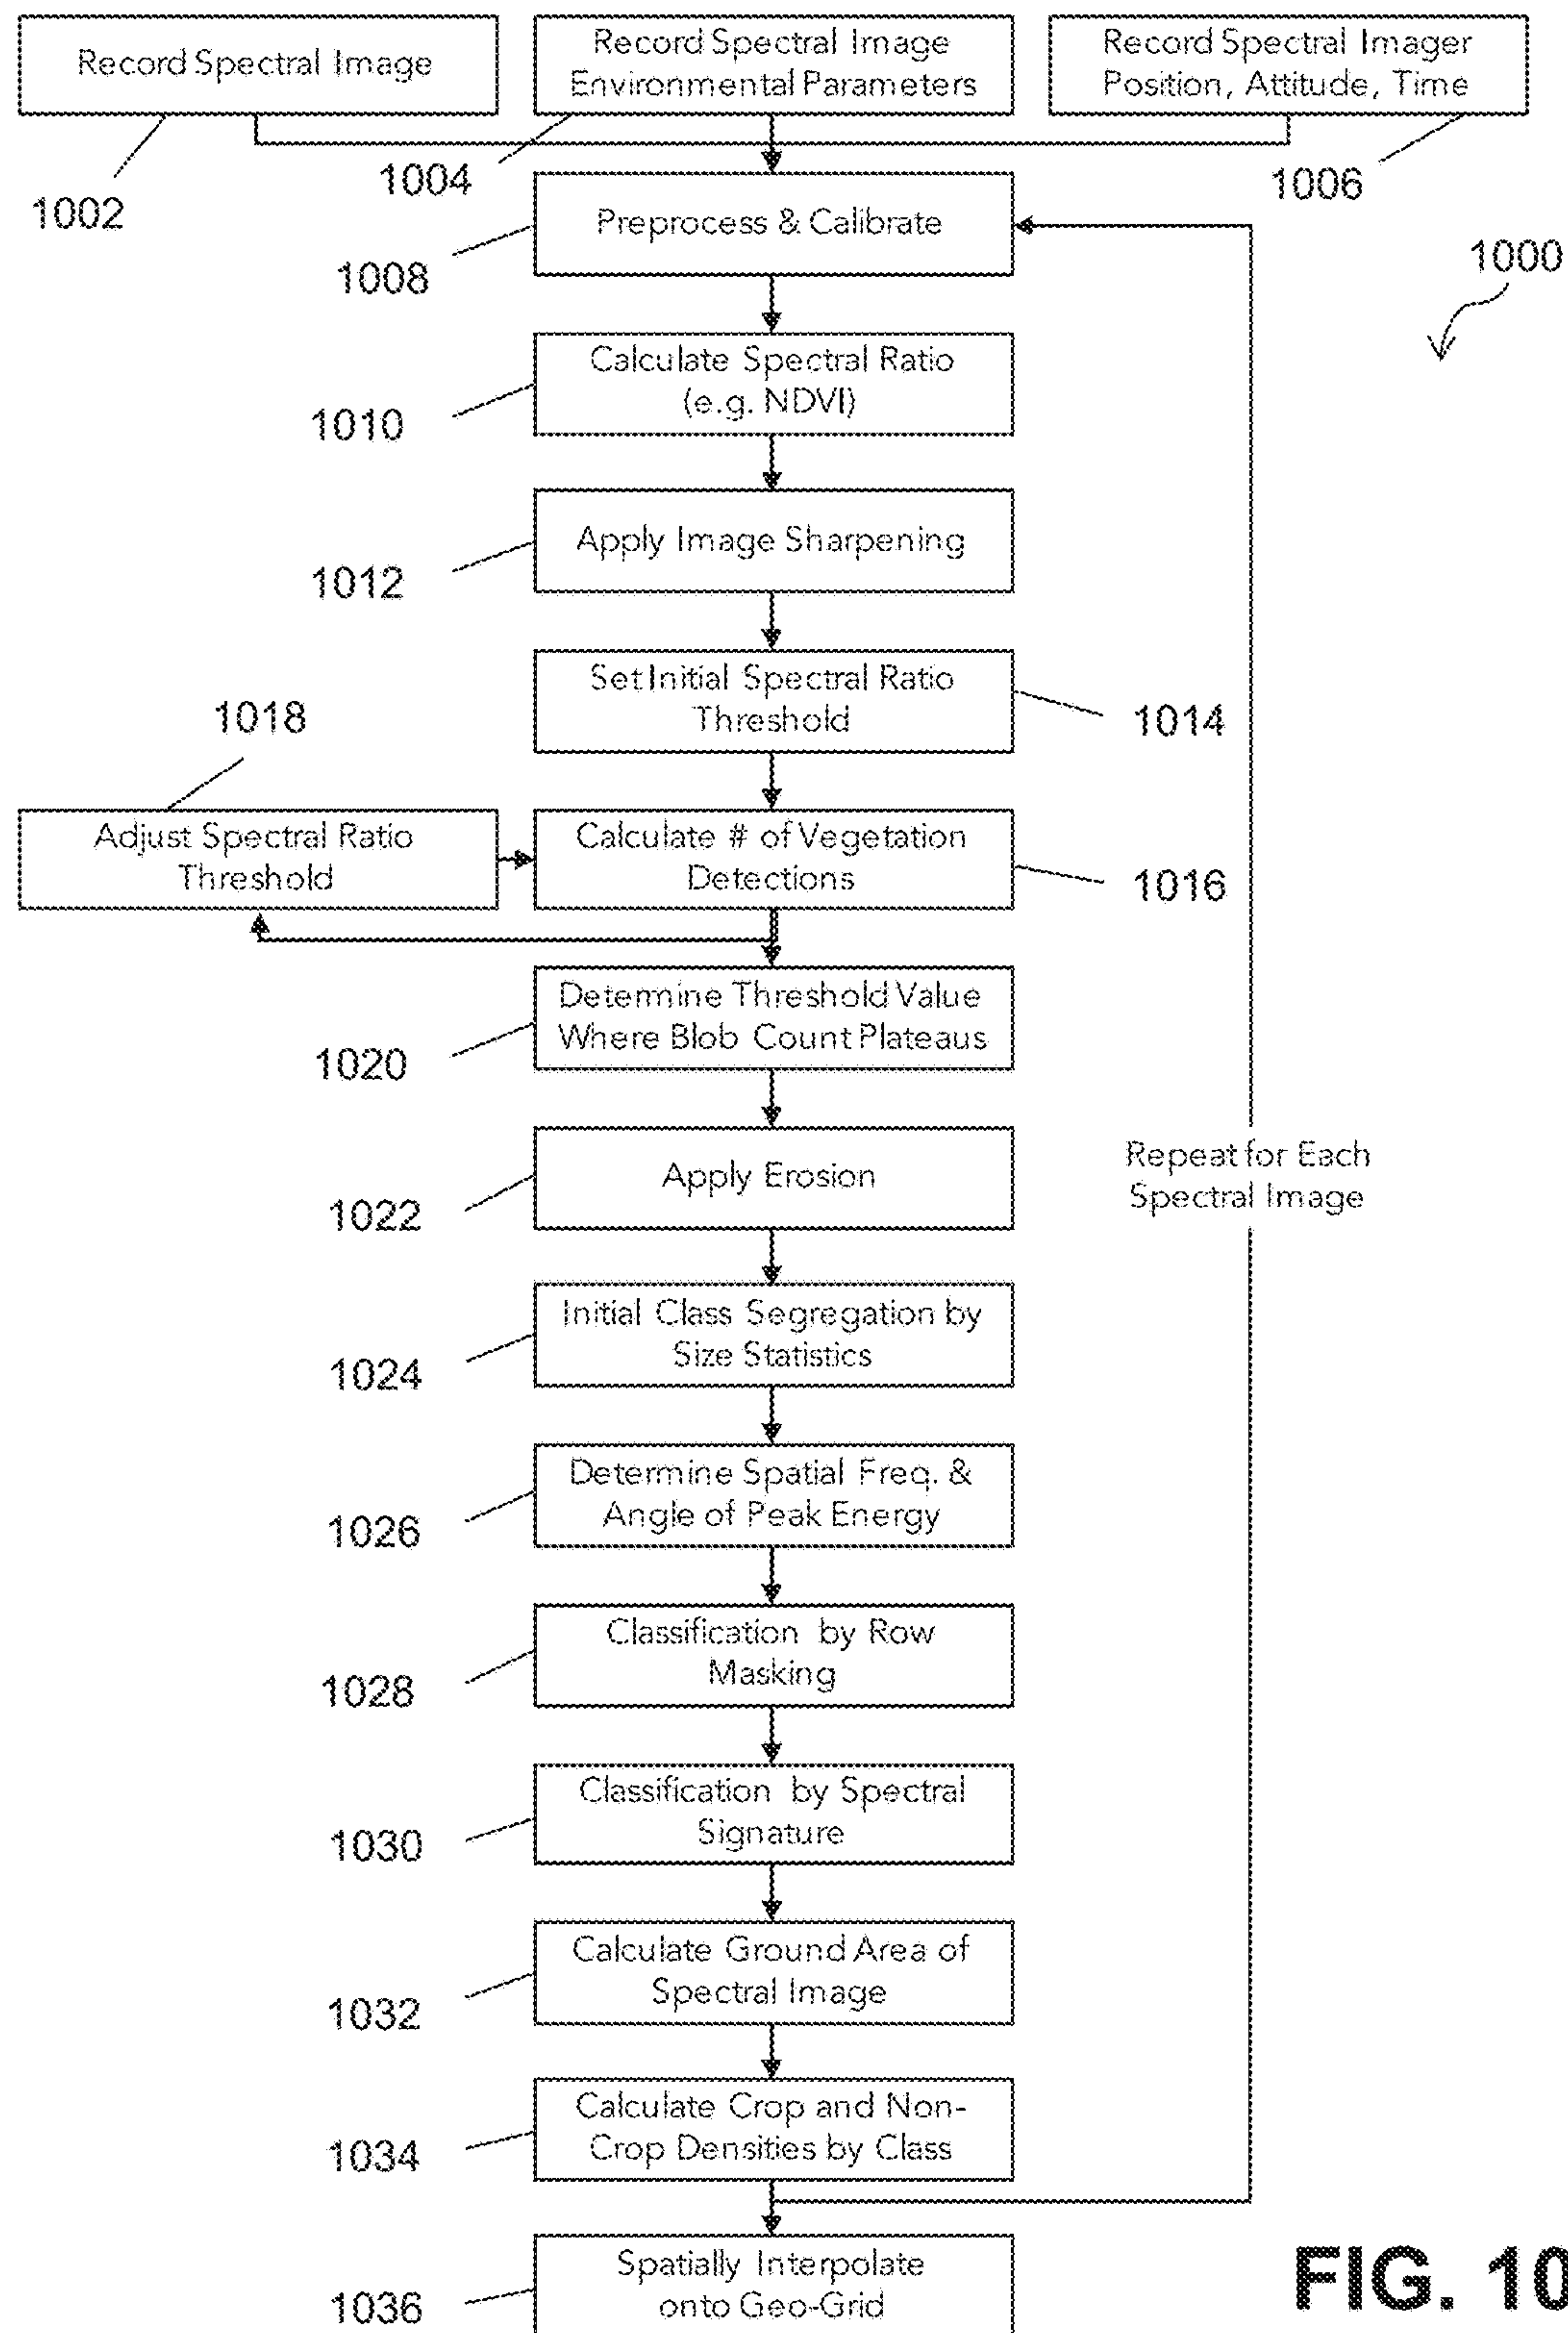 Record Spectral Image
Record Spectral Image
Environmental Parameters
Record Spectral Imager
Position, Attitude, Time
1002
1004
1006
Preprocess & Calibrate
1008
1000
Calculate Spectral Ratio
(e.g. NDVI)
1010
Apply Image Sharpening
1012
Set Initial Spectral Ratio
Threshold
1014
1018
Adjust Spectral Ratio
Threshold
Calculate # of Vegetation
Detections
1016
Determine Threshold Value
Where Blob Count Plateaus
1020
Apply Erosion
1022
Repeat for Each
Spectral Image
Initial Class Segregation by
Size Statistics
1024
Determine Spatial Freq. &
Angle of Peak Energy
1026
Classification by Row
Masking
1028
Classification by Spectral
Signature
1030
Calculate Ground Area of
Spectral Image
1032
Calculate Crop and Non-
Crop Densities by Class
1034
Spatially Interpolate
onto Geo-Grid
1036
FIG. 10